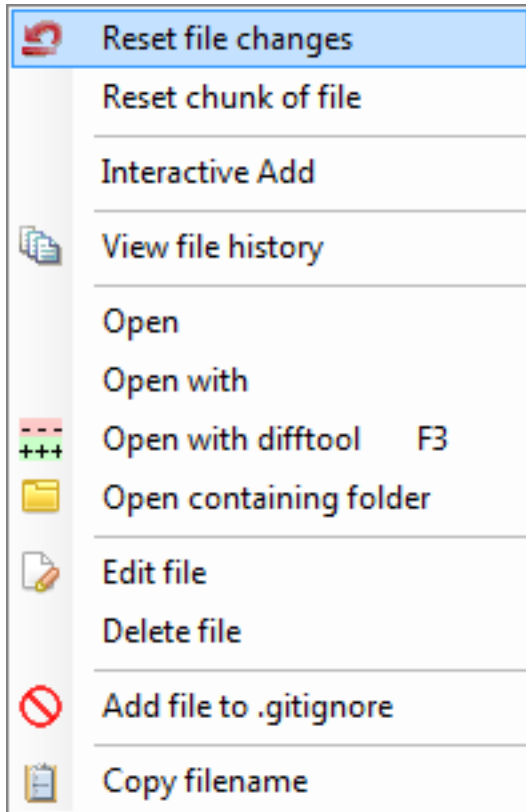 Reset file changes
Reset chunk of file
Interactive Add
View file history
Open
Open with
Open with difftool F3
Open containing folder
Edit file
Delete file
Add file to .gitignore
Copy filename